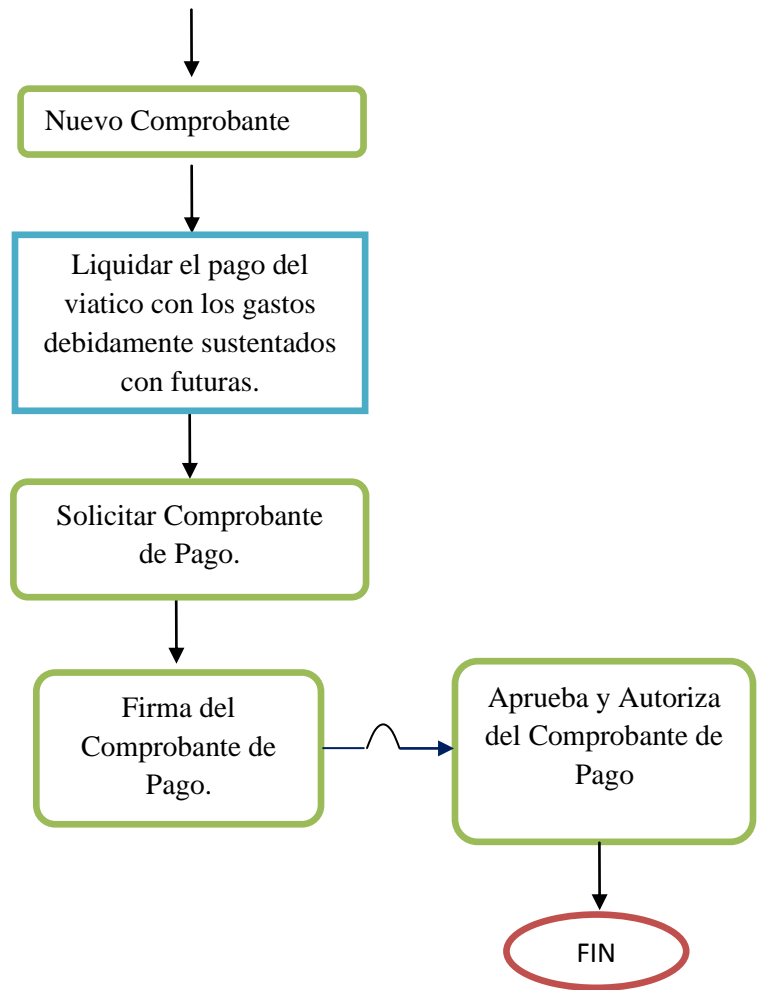 Nuevo Comprobante
Liquidar el pago del
viatico con los gastos
debidamente sustentados
con futuras.
Solicitar Comprobante
de Pago.
Firma del
Comprobante de
Pago.
Aprueba y Autoriza
del Comprobante de
Pago
FIN